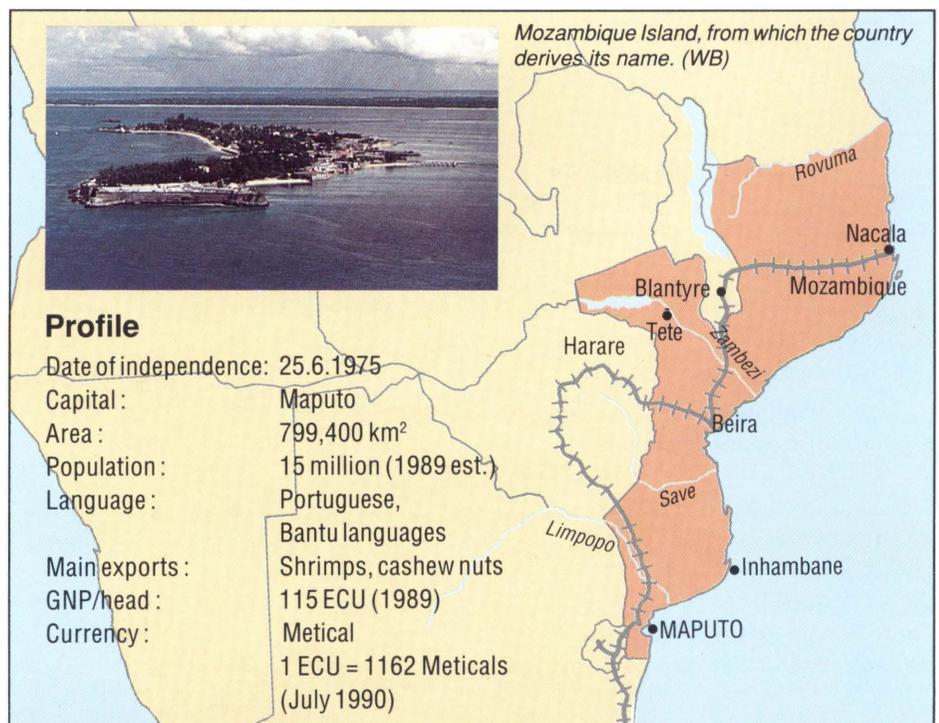 Mozambique Island, from which the country
derives its name. (WB)
Profile
Date of independence: 25.6.1975
Capital : Maputo
Area : 799,400 km²
Population : 15 million (1989 est.)
Language : Portuguese,
Bantu languages
Main exports : Shrimps, cashew nuts
GNP/head : 115 ECU (1989)
Currency : Metical
1 ECU = 1162 Meticals
(July 1990)
Rovuma
Nacala
Mozambique
Blantyre
Tete
Zambezi
Harare
Beira
Save
Limpopo
Inhambane
MAPUTO